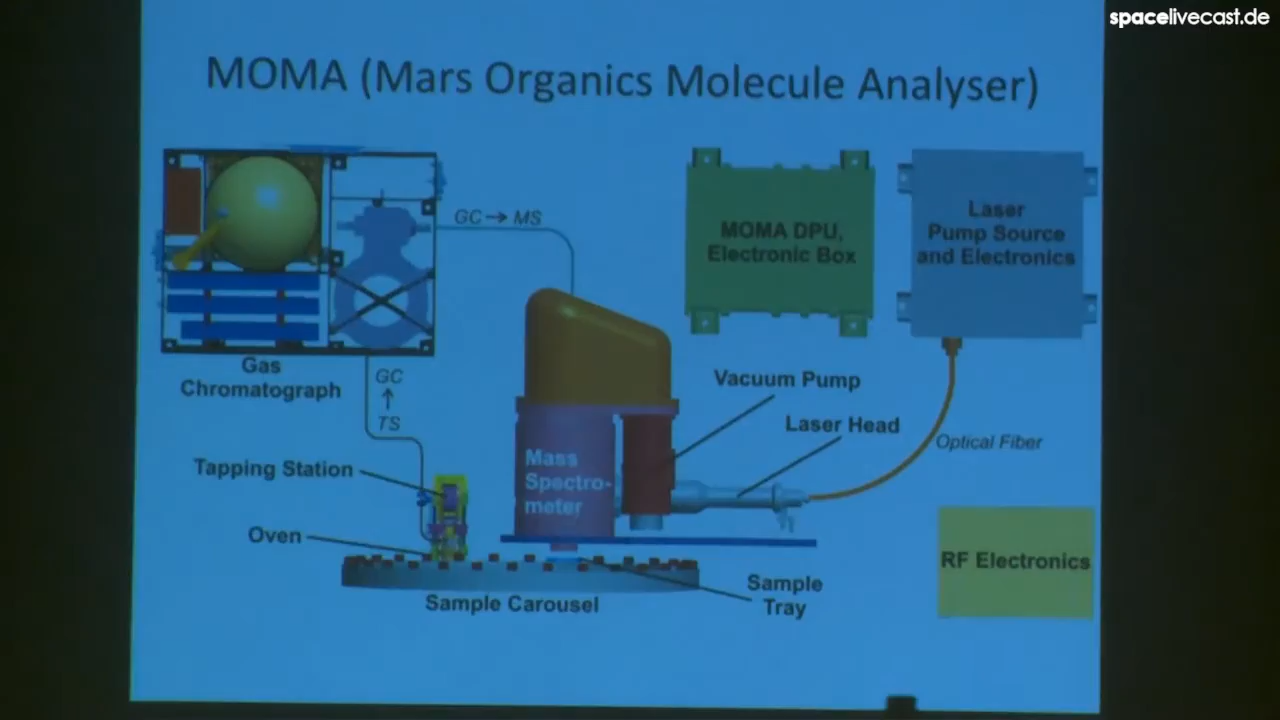 spacelivecast.de
MOMA (Mars Organics Molecule Analyser)
GC → MS
MOMA DPU,
Electronic Box
Laser
Pump Source
and Electronics
Gas
Chromatograph
GC
↑
TS
Vacuum Pump
Laser Head
Optical Fiber
Mass
Spectro-
meter
Tapping Station
Oven
RF Electronics
Sample
Tray
Sample Carousel